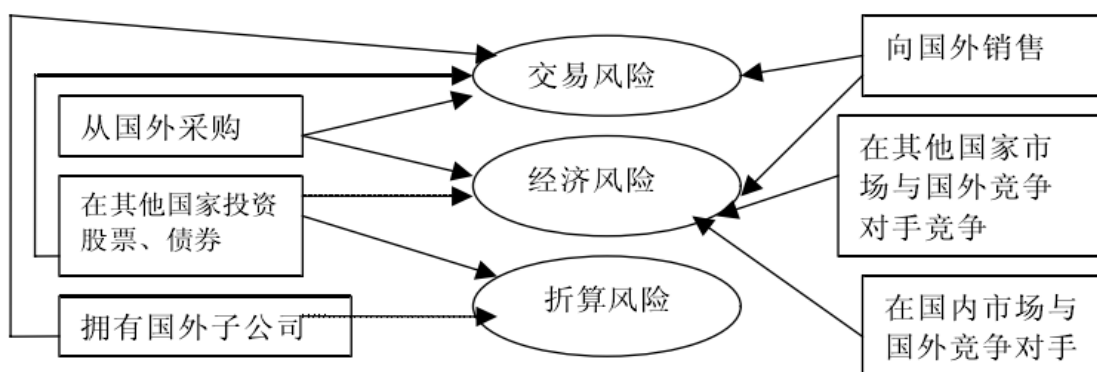 交易风险
向国外销售
从国外采购
经济风险
在其他国家市
场与国外竞争
对手竞争
在其他国家投资
股票、债券
折算风险
拥有国外子公司
在国内市场与
国外竞争对手